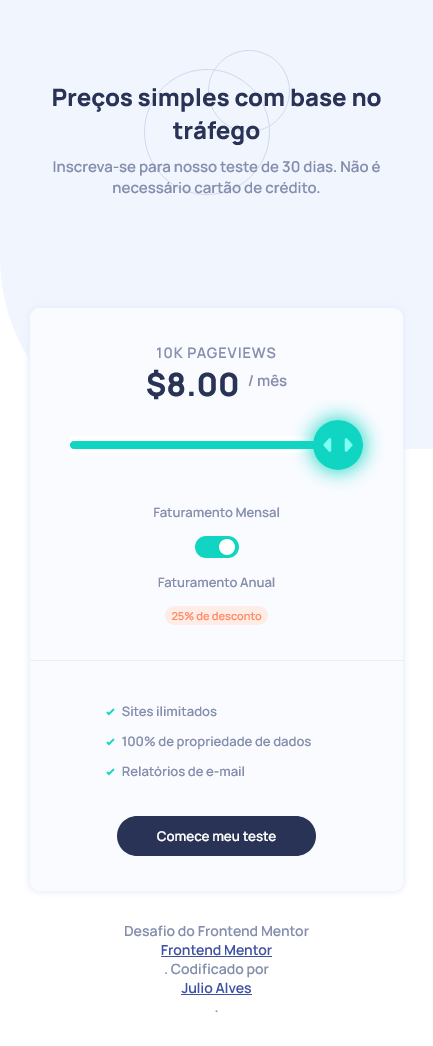 Preços simples com base no
tráfego
Inscreva-se para nosso teste de 30 dias. Não é
necessário cartão de crédito.
10K PAGEVIEWS
$8.00 / mês
Faturamento Mensal
Faturamento Anual
25% de desconto
Sites ilimitados
100% de propriedade de dados
Relatórios de e-mail
Comece meu teste
Desafio do Frontend Mentor
Frontend Mentor
. Codificado por
Julio Alves
.